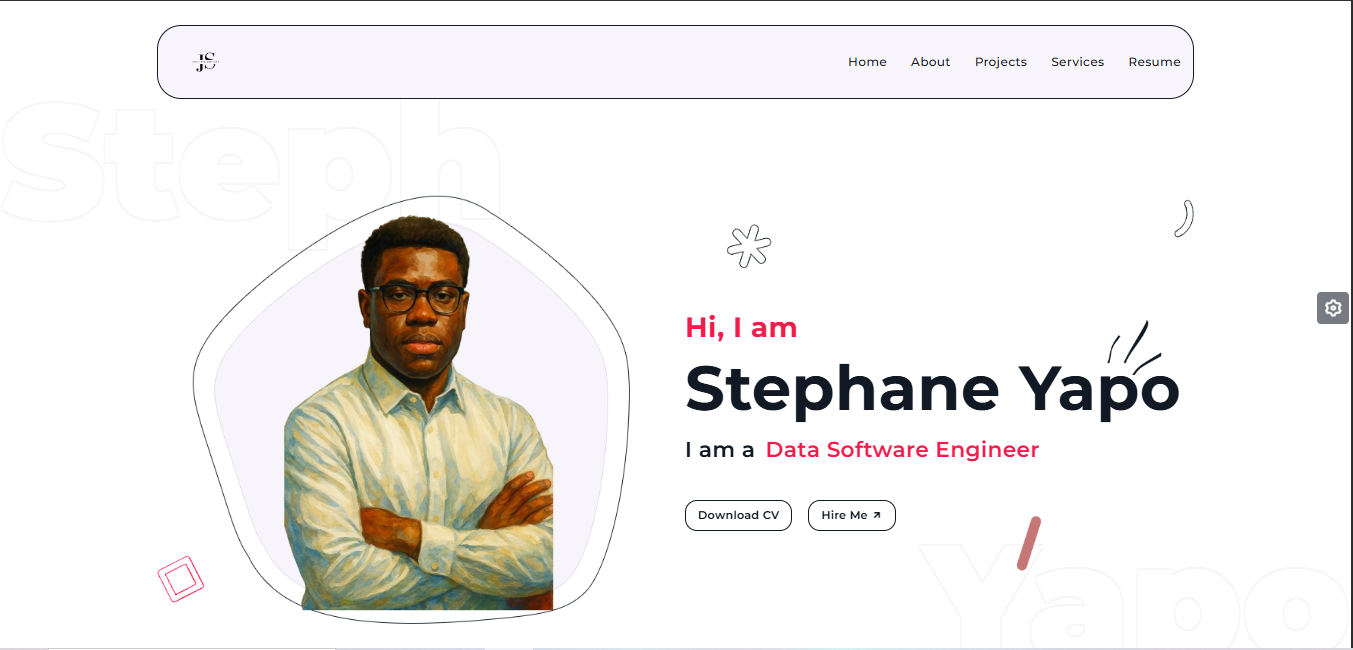 JS
Home About Projects Services Resume
Steph
Hi, I am
Stephane Yapo
I am a Data Software Engineer
Download CV Hire Me
Yapo